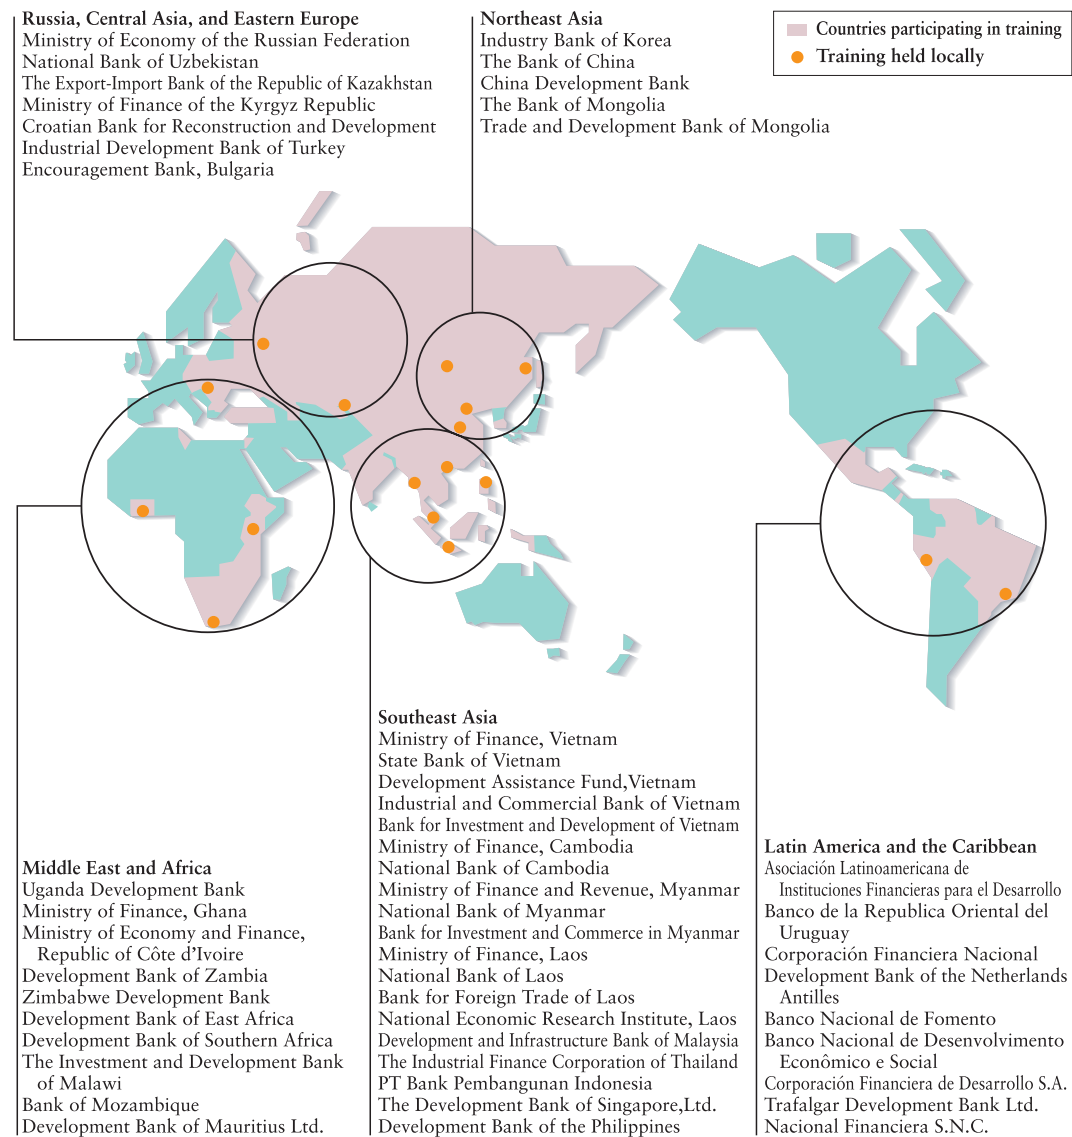 Russia, Central Asia, and Eastern Europe
Ministry of Economy of the Russian Federation
National Bank of Uzbekistan
The Export-Import Bank of the Republic of Kazakhstan
Ministry of Finance of the Kyrgyz Republic
Croatian Bank for Reconstruction and Development
Industrial Development Bank of Turkey
Encouragement Bank, Bulgaria
Northeast Asia
Industry Bank of Korea
The Bank of China
China Development Bank
The Bank of Mongolia
Trade and Development Bank of Mongolia
Countries participating in training
Training held locally
Middle East and Africa
Uganda Development Bank
Ministry of Finance, Ghana
Ministry of Economy and Finance,
Republic of Côte d’Ivoire
Development Bank of Zambia
Zimbabwe Development Bank
Development Bank of East Africa
Development Bank of Southern Africa
The Investment and Development Bank
of Malawi
Bank of Mozambique
Development Bank of Mauritius Ltd.
Southeast Asia
Ministry of Finance, Vietnam
State Bank of Vietnam
Development Assistance Fund,Vietnam
Industrial and Commercial Bank of Vietnam
Bank for Investment and Development of Vietnam
Ministry of Finance, Cambodia
National Bank of Cambodia
Ministry of Finance and Revenue, Myanmar
National Bank of Myanmar
Bank for Investment and Commerce in Myanmar
Ministry of Finance, Laos
National Bank of Laos
Bank for Foreign Trade of Laos
National Economic Research Institute, Laos
Development and Infrastructure Bank of Malaysia
The Industrial Finance Corporation of Thailand
PT Bank Pembangunan Indonesia
The Development Bank of Singapore,Ltd.
Development Bank of the Philippines
Latin America and the Caribbean
Asociación Latinoamericana de
Instituciones Financieras para el Desarrollo
Banco de la Republica Oriental del
Uruguay
Corporación Financiera Nacional
Development Bank of the Netherlands
Antilles
Banco Nacional de Fomento
Banco Nacional de Desenvolvimento
Econômico e Social
Corporación Financiera de Desarrollo S.A.
Trafalgar Development Bank Ltd.
Nacional Financiera S.N.C.